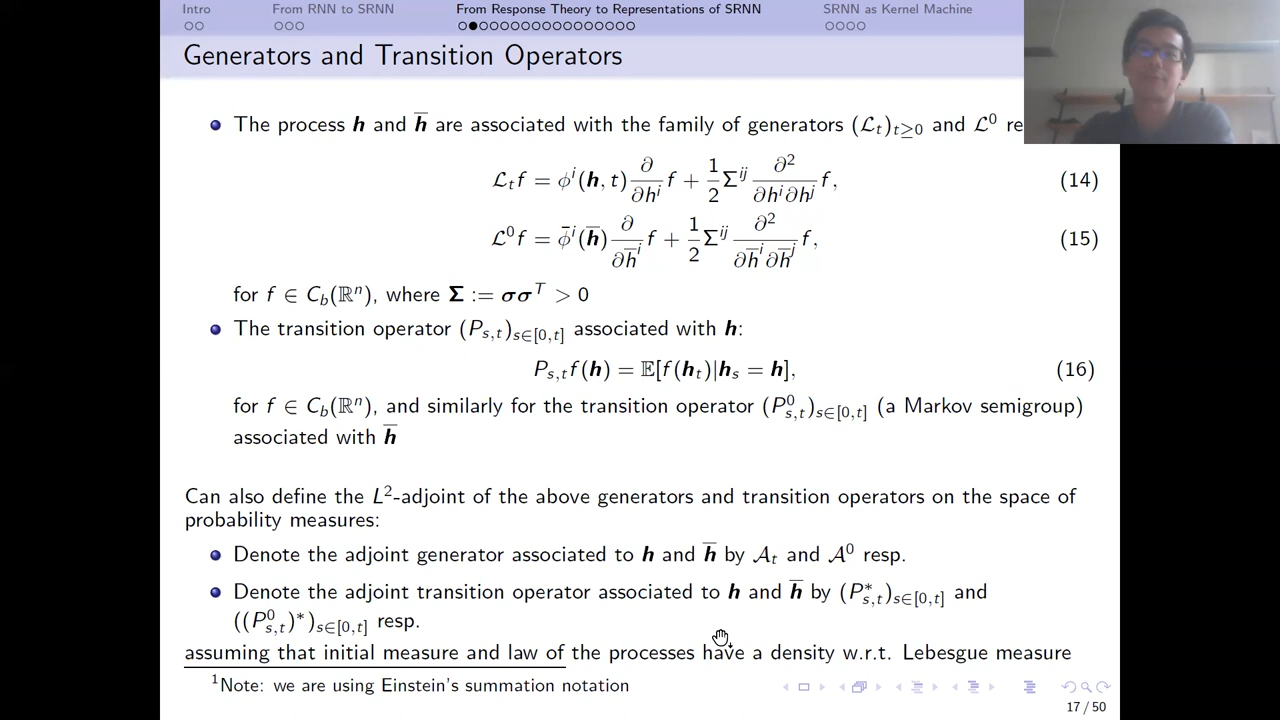 Intro From RNN to SRNN From Response Theory to Representations of SRNN SRNN as Kernel Machine
Generators and Transition Operators
The process h and h̅ are associated with the family of generators (ℒ_t)_{t≥0} and ℒ⁰ re
ℒ_t f = ϕ^i(h, t) ∂/∂h^i f + 1/2 Σ^{ij} ∂²/∂h^i∂h^j f, (14)
ℒ⁰f = ϕ̄^i(h̅) ∂/∂h̅^i f + 1/2 Σ^{ij} ∂²/∂h̅^i∂h̅^j f, (15)
for f ∈ C_b(ℝⁿ), where Σ := σσ^T > 0
The transition operator (P_{s,t})_{s∈[0,t]} associated with h:
P_{s,t}f(h) = 𝔼[f(h_t)|h_s = h], (16)
for f ∈ C_b(ℝⁿ), and similarly for the transition operator (P⁰_{s,t})_{s∈[0,t]} (a Markov semigroup)
associated with h̅
Can also define the L²-adjoint of the above generators and transition operators on the space of
probability measures:
Denote the adjoint generator associated to h and h̅ by 𝒜_t and 𝒜⁰ resp.
Denote the adjoint transition operator associated to h and h̅ by (P*_{s,t})_{s∈[0,t]} and
((P⁰_{s,t})*)_{s∈[0,t]} resp.
assuming that initial measure and law of the processes have a density w.r.t. Lebesgue measure
¹Note: we are using Einstein's summation notation
17 / 50